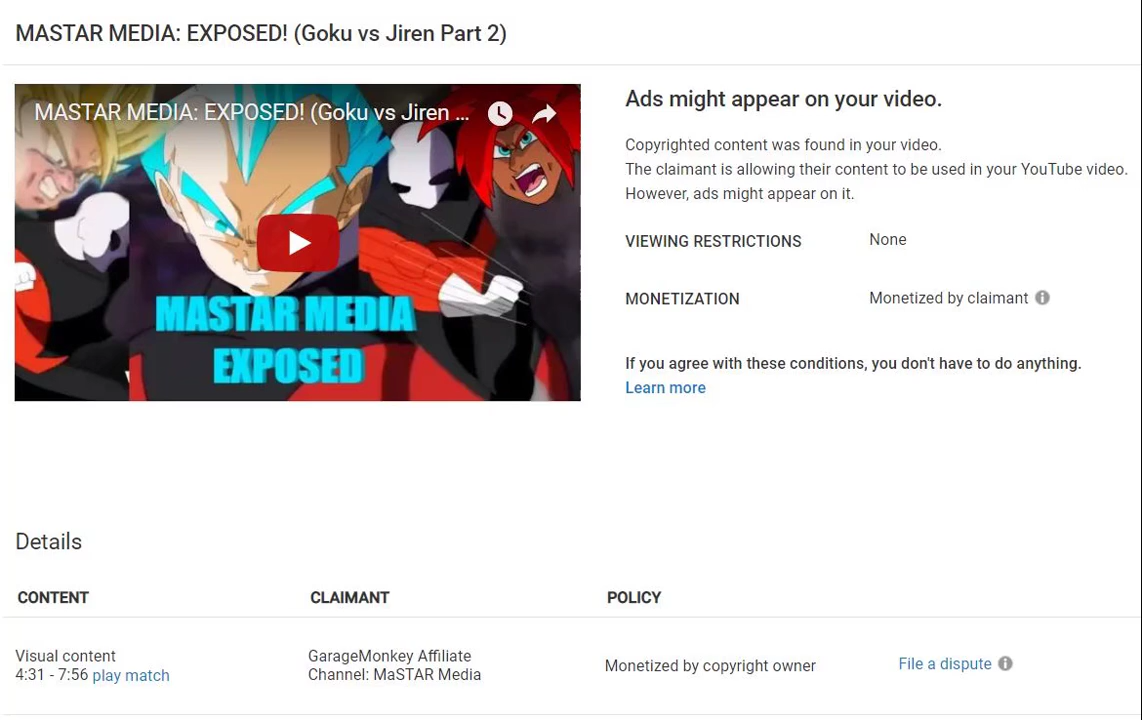 MASTAR MEDIA: EXPOSED! (Goku vs Jiren Part 2)
MASTAR MEDIA: EXPOSED! (Goku vs Jiren ...
MASTAR MEDIA
EXPOSED
Ads might appear on your video.
Copyrighted content was found in your video.
The claimant is allowing their content to be used in your YouTube video.
However, ads might appear on it.
VIEWING RESTRICTIONS None
MONETIZATION Monetized by claimant
If you agree with these conditions, you don't have to do anything.
Learn more
Details
CONTENT CLAIMANT POLICY
Visual content
4:31 - 7:56 play match
GarageMonkey Affiliate
Channel: MaSTAR Media
Monetized by copyright owner
File a dispute